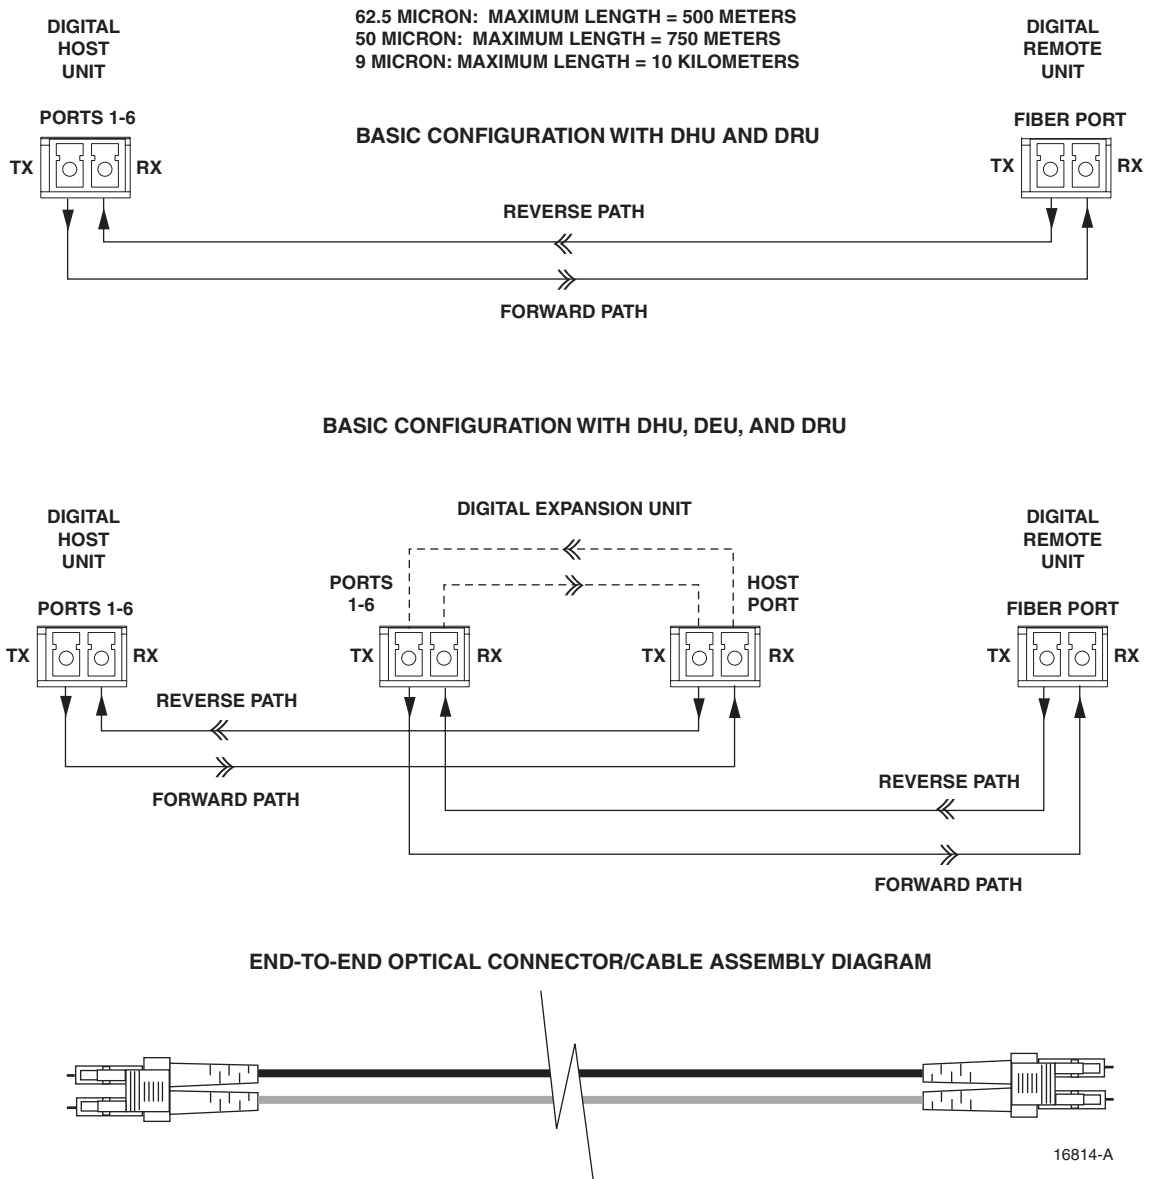 62.5 MICRON: MAXIMUM LENGTH = 500 METERS
50 MICRON: MAXIMUM LENGTH = 750 METERS
9 MICRON: MAXIMUM LENGTH = 10 KILOMETERS
DIGITAL
HOST
UNIT
DIGITAL
REMOTE
UNIT
PORTS 1-6
FIBER PORT
BASIC CONFIGURATION WITH DHU AND DRU
TX
RX
TX
RX
REVERSE PATH
FORWARD PATH
BASIC CONFIGURATION WITH DHU, DEU, AND DRU
DIGITAL EXPANSION UNIT
DIGITAL
HOST
UNIT
DIGITAL
REMOTE
UNIT
PORTS
1-6
HOST
PORT
PORTS 1-6
FIBER PORT
TX
RX
TX
RX
TX
RX
TX
RX
REVERSE PATH
FORWARD PATH
REVERSE PATH
FORWARD PATH
END-TO-END OPTICAL CONNECTOR/CABLE ASSEMBLY DIAGRAM
16814-A